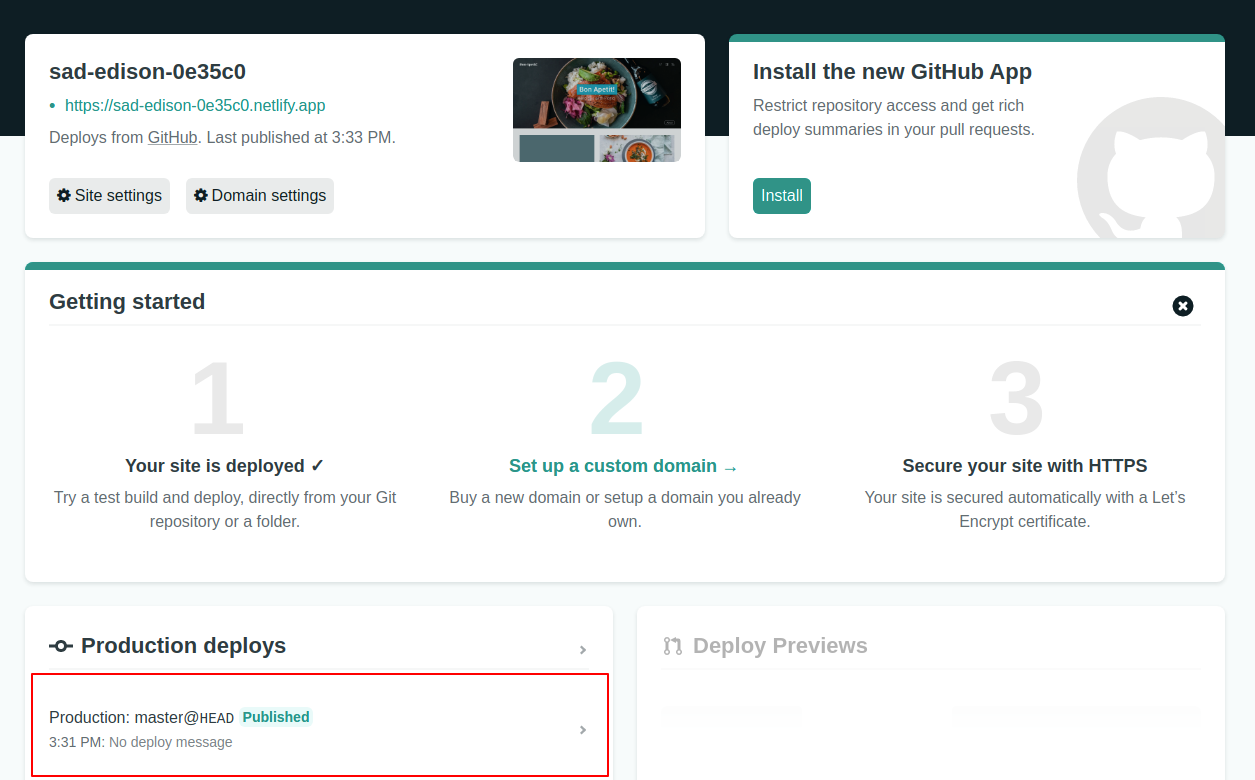 sad-edison-0e35c0
• https://sad-edison-0e35c0.netlify.app
Deploys from GitHub. Last published at 3:33 PM.
Site settings
Domain settings
Bon Apetit!
Install the new GitHub App
Restrict repository access and get rich
deploy summaries in your pull requests.
Install
Getting started
1
Your site is deployed ✓
Try a test build and deploy, directly from your Git
repository or a folder.
2
Set up a custom domain →
Buy a new domain or setup a domain you already
own.
3
Secure your site with HTTPS
Your site is secured automatically with a Let’s
Encrypt certificate.
Production deploys
Production: master@HEAD Published
3:31 PM: No deploy message
Deploy Previews